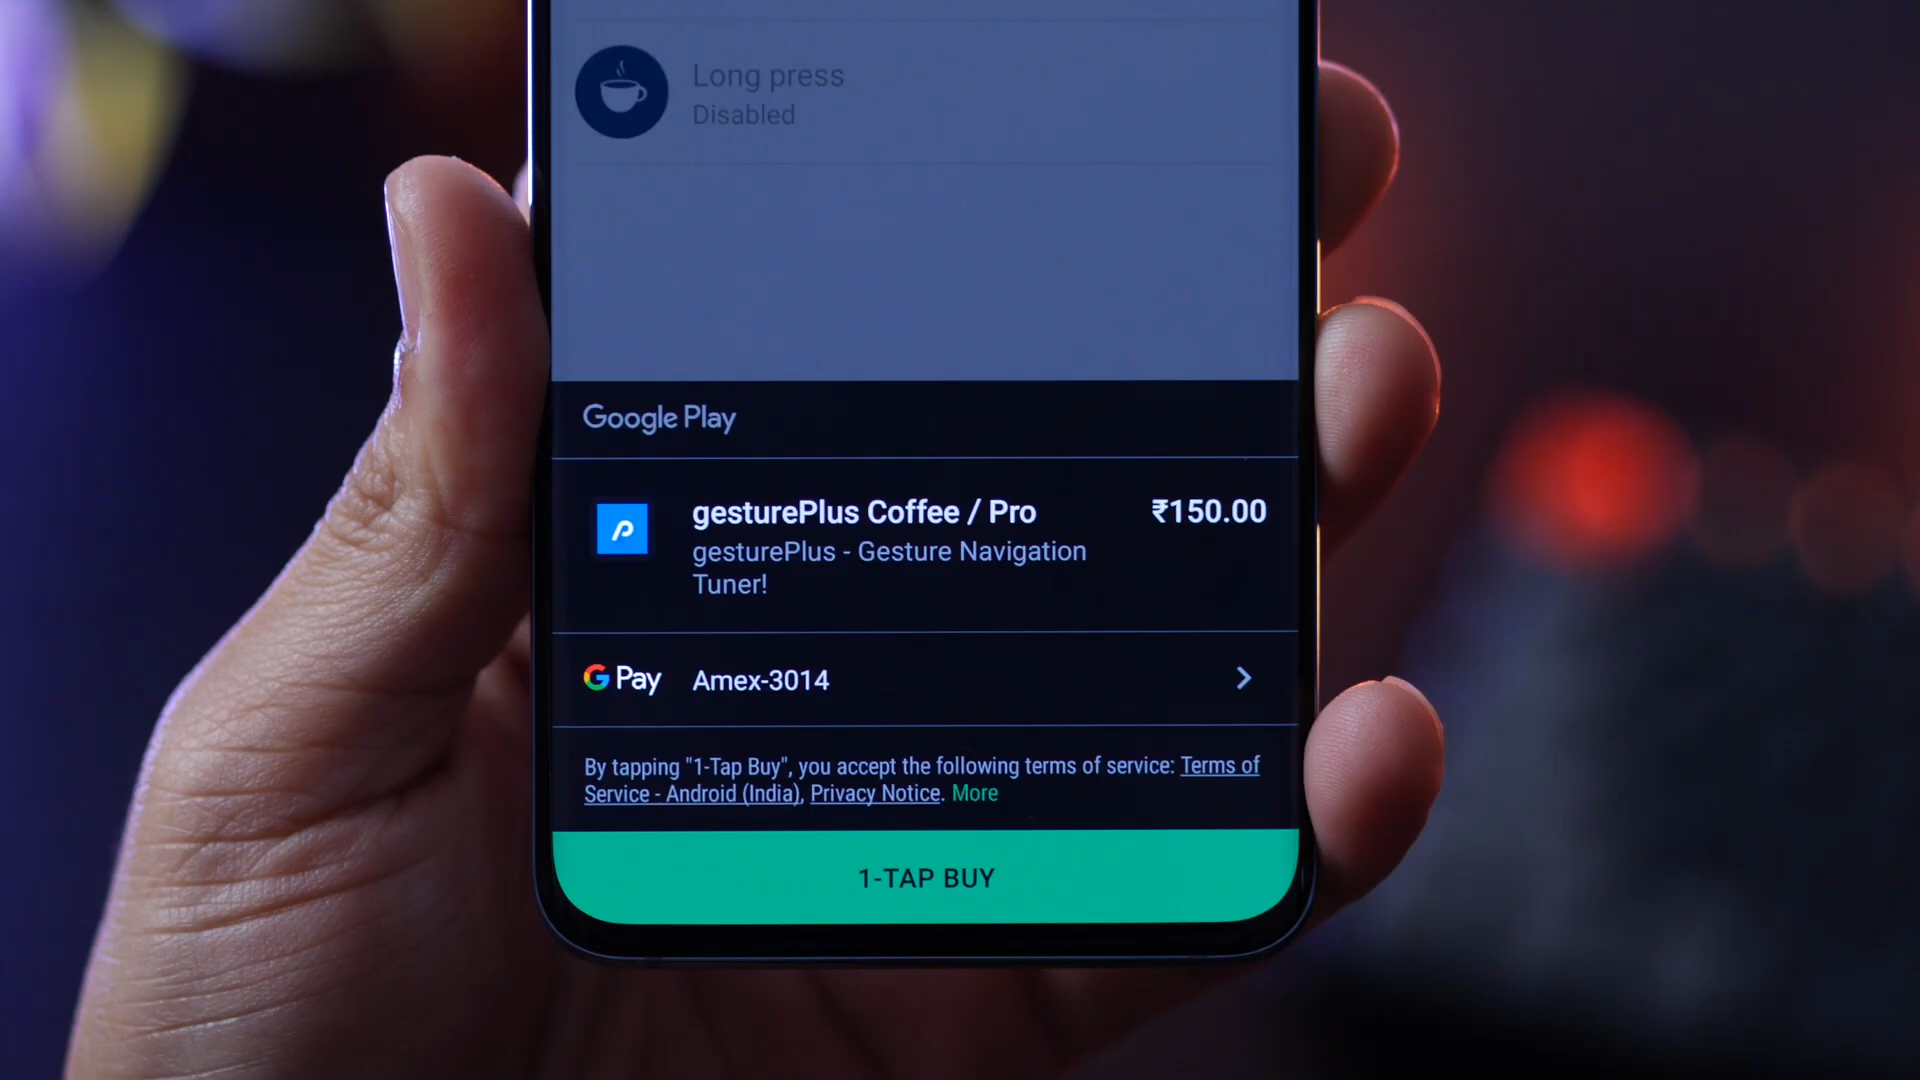 Long press
Disabled
Google Play
gesturePlus Coffee / Pro ₹150.00
gesturePlus - Gesture Navigation
Tuner!
G Pay Amex-3014
By tapping "1-Tap Buy", you accept the following terms of service: Terms of
Service - Android (India), Privacy Notice. More
1-TAP BUY